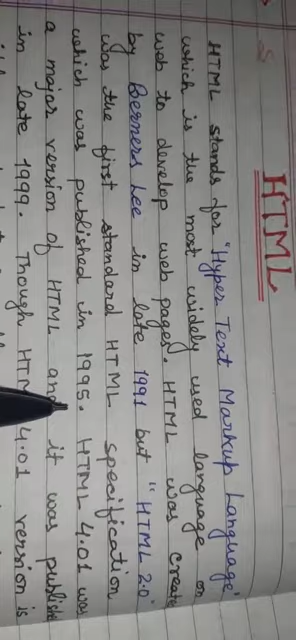 HTML
HTML stands for "Hyper Text Markup Language"
which is the most widely used language on
web to develop web pages. HTML was create
by Berners Lee in late 1991 but "HTML 2.0"
was the first standard HTML specification
which was published in 1995. HTML 4.01 was
a major version of HTML and it was publish
in late 1999. Though HTM 4.01 version is